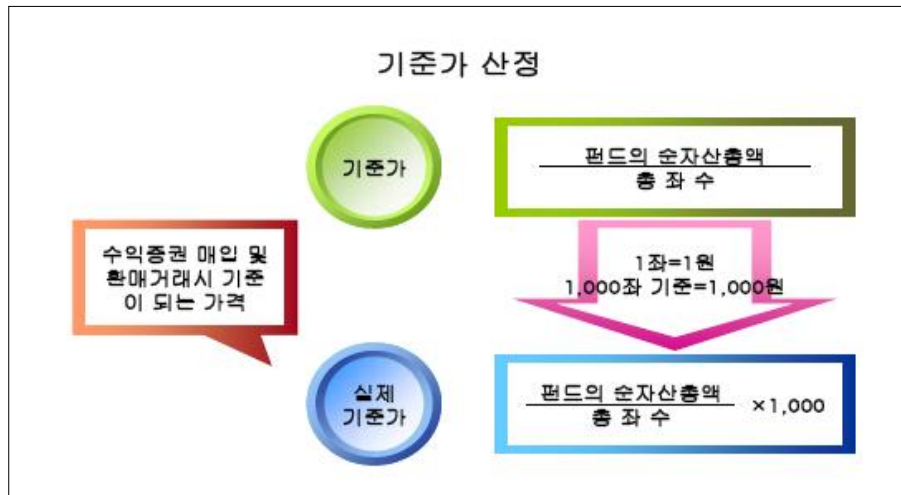 기준가 산정
기준가
펀드의 순자산총액
총 좌 수
수익증권 매입 및
환매거래시 기준
이 되는 가격
1좌=1원
1,000좌 기준=1,000원
실제
기준가
펀드의 순자산총액
총 좌 수
×1,000